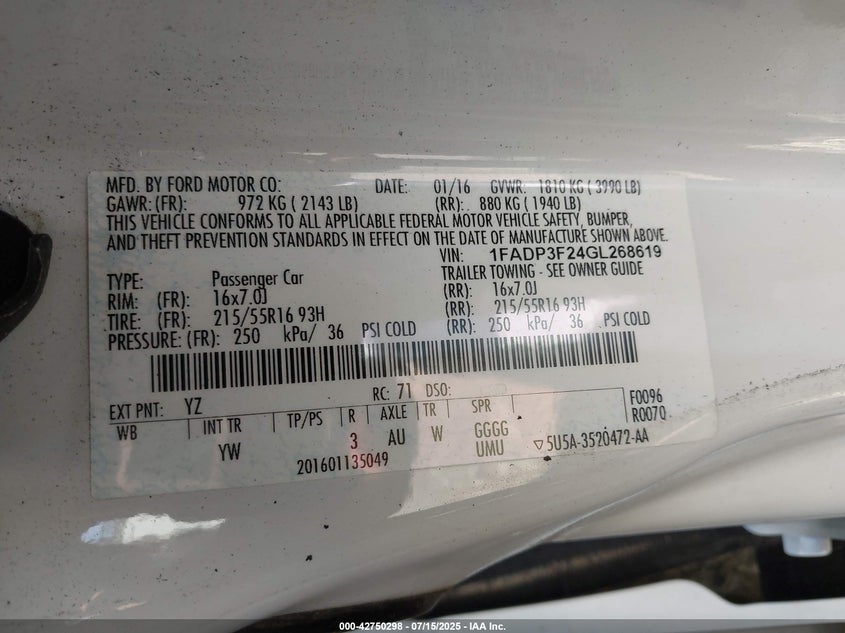 MFD. BY FORD MOTOR CO: DATE: 01/16 GVWR: 1810 KG ( 3990 LB)
GAWR:(FR): 972 KG ( 2143 LB) (RR): 880 KG ( 1940 LB)
THIS VEHICLE CONFORMS TO ALL APPLICABLE FEDERAL MOTOR VEHICLE SAFETY, BUMPER,
AND THEFT PREVENTION STANDARDS IN EFFECT ON THE DATE OF MANUFACTURE SHOWN ABOVE.
VIN: 1FADP3F24GL268619
TYPE: Passenger Car TRAILER TOWING - SEE OWNER GUIDE
RIM: (FR): 16x7.0J (RR): 16x7.0J
TIRE: (FR): 215/55R16 93H (RR): 215/55R16 93H
PRESSURE: (FR): 250 kPa/ 36 PSI COLD (RR): 250 kPa/ 36 PSI COLD
RC: 71 DSO:
EXT PNT: YZ F0096
R0070
WB INT TR TP/PS R AXLE TR SPR
YW 3 AU W GGGG
UMU
201601135049 5U5A-3520472-AA
000-42750298 - 07/15/2025 - IAA Inc.